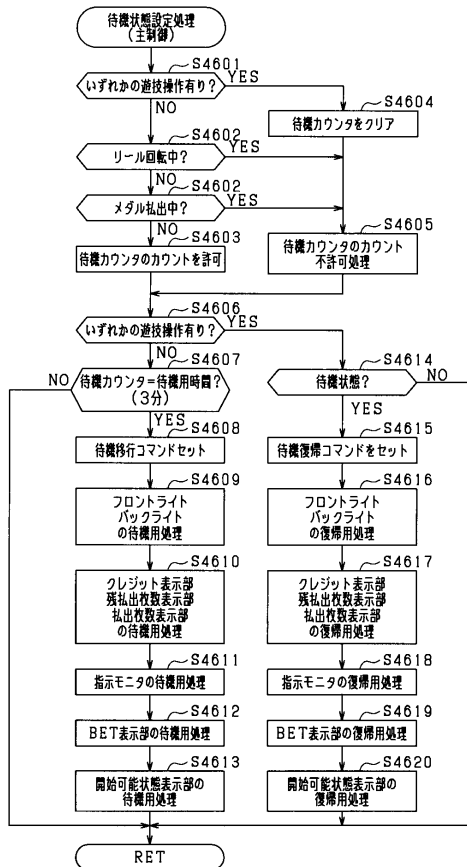 待機状態設定処理
(主制御)
S4601
いずれかの遊技操作有り?
YES
NO
S4604
待機カウンタをクリア
S4602
リール回転中?
YES
NO
S4602
メダル払出中?
YES
NO
S4603
待機カウンタのカウントを許可
S4605
待機カウンタのカウント
不許可処理
S4606
いずれかの遊技操作有り?
YES
NO
S4607
待機カウンタ=待機用時間?
(3分)
NO
YES
S4614
待機状態?
NO
YES
S4608
待機移行コマンドセット
S4615
待機復帰コマンドをセット
S4609
フロントライト
バックライト
の待機用処理
S4616
フロントライト
バックライト
の復帰用処理
S4610
クレジット表示部
残払出枚数表示部
払出枚数表示部
の待機用処理
S4617
クレジット表示部
残払出枚数表示部
払出枚数表示部
の復帰用処理
S4611
指示モニタの待機用処理
S4618
指示モニタの復帰用処理
S4612
BET表示部の待機用処理
S4619
BET表示部の復帰用処理
S4613
開始可能状態表示部の
待機用処理
S4620
開始可能状態表示部の
復帰用処理
RET